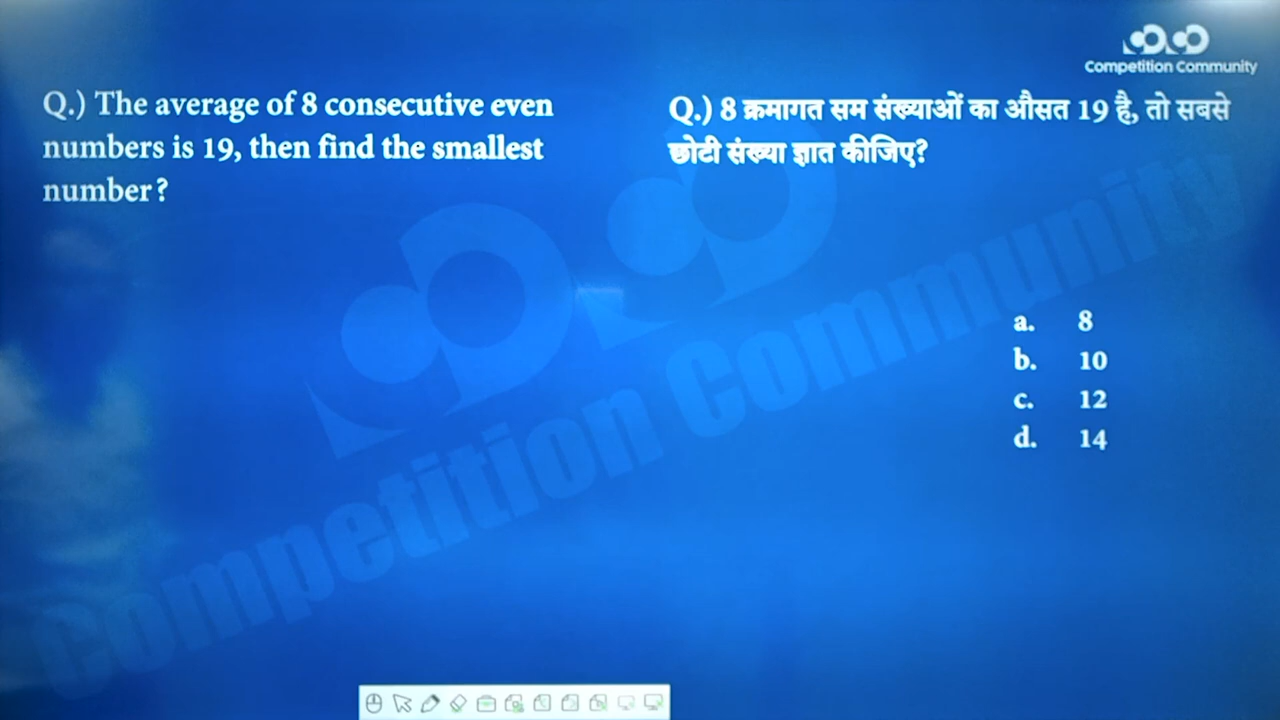 Competition Community
Q.) The average of 8 consecutive even
numbers is 19, then find the smallest
number?
Q.) 8 क्रमागत सम संख्याओं का औसत 19 है, तो सबसे
छोटी संख्या ज्ञात कीजिए?
a. 8
b. 10
c. 12
d. 14
Competition Community